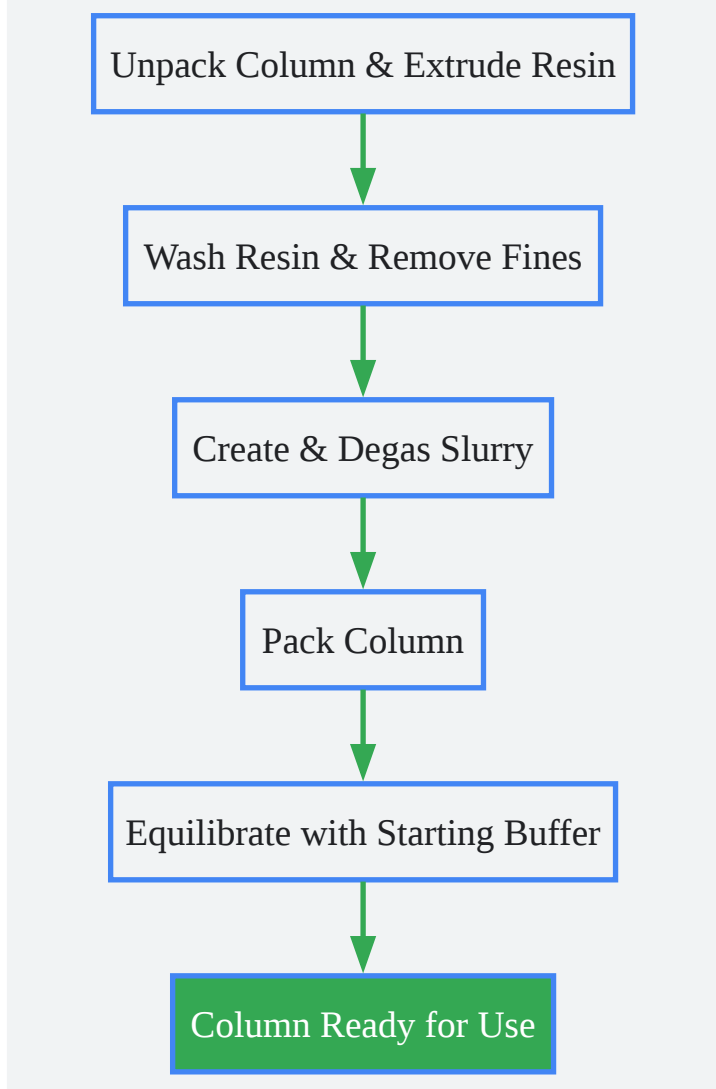 Unpack Column & Extrude Resin
Wash Resin & Remove Fines
Create & Degas Slurry
Pack Column
Equilibrate with Starting Buffer
Column Ready for Use